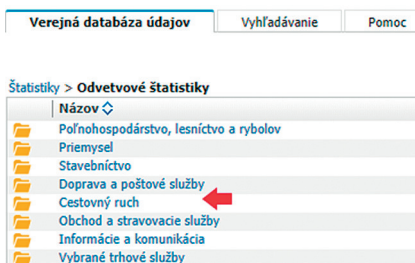 Verejná databáza údajov Vyhľadávanie Pomoc
Štatistiky > Odvetvové štatistiky
Názov
Poľnohospodárstvo, lesníctvo a rybolov
Priemysel
Stavebníctvo
Doprava a poštové služby
Cestovný ruch
Obchod a stravovacie služby
Informácie a komunikácia
Vybrané trhové služby